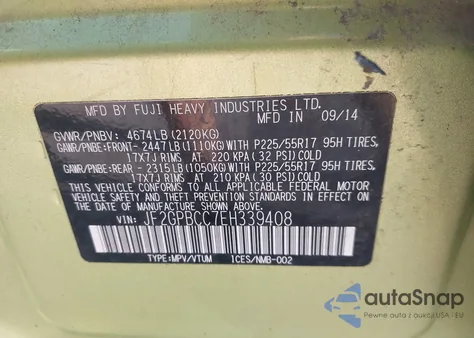 MFD BY FUJI HEAVY INDUSTRIES LTD.
MFD IN 09/14
GVWR/PNBV: 4674LB(2120KG)
GAWR/PNBE:FRONT- 2447LB(1110KG)WITH P225/55R17 95H TIRES,
17X7J RIMS AT 220 KPA(32 PSI)COLD
GAWR/PNBE:REAR - 2315LB(1050KG)WITH P225/55R17 95H TIRES,
17X7J RIMS AT 210 KPA(30 PSI)COLD
THIS VEHICLE CONFORMS TO ALL APPLICABLE FEDERAL MOTOR
VEHICLE SAFETY STANDARDS IN EFFECT ON THE DATE OF
MANUFACTURE SHOWN ABOVE.
VIN: JF2GPBCC7EH339408
TYPE:MPV/VTUM ICES/NMB-002
autoSnap
Pewne auta z USA i EU